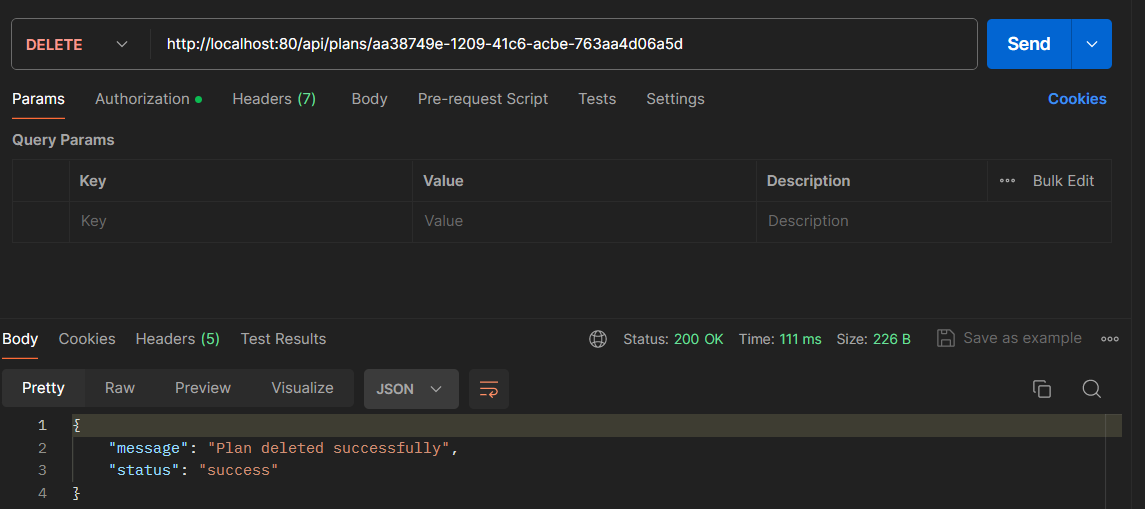 DELETE http://localhost:80/api/plans/aa38749e-1209-41c6-acbe-763aa4d06a5d Send
Params Authorization Headers (7) Body Pre-request Script Tests Settings Cookies
Query Params
Key Value Description Bulk Edit
Key Value Description
Body Cookies Headers (5) Test Results Status: 200 OK Time: 111 ms Size: 226 B Save as example
Pretty Raw Preview Visualize JSON
1 {
2 "message": "Plan deleted successfully",
3 "status": "success"
4 }